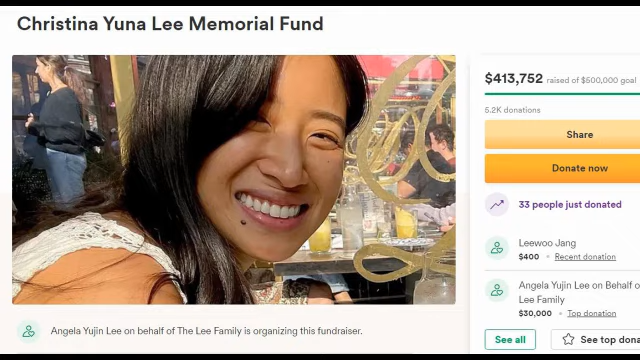 Christina Yuna Lee Memorial Fund
$413,752 raised of $500,000 goal
5.2K donations
Share
Donate now
33 people just donated
Leewoo Jang
$400 • Recent donation
Angela Yujin Lee on Behalf o
Lee Family
$30,000 • Top donation
See all
See top dona
Angela Yujin Lee on behalf of The Lee Family is organizing this fundraiser.